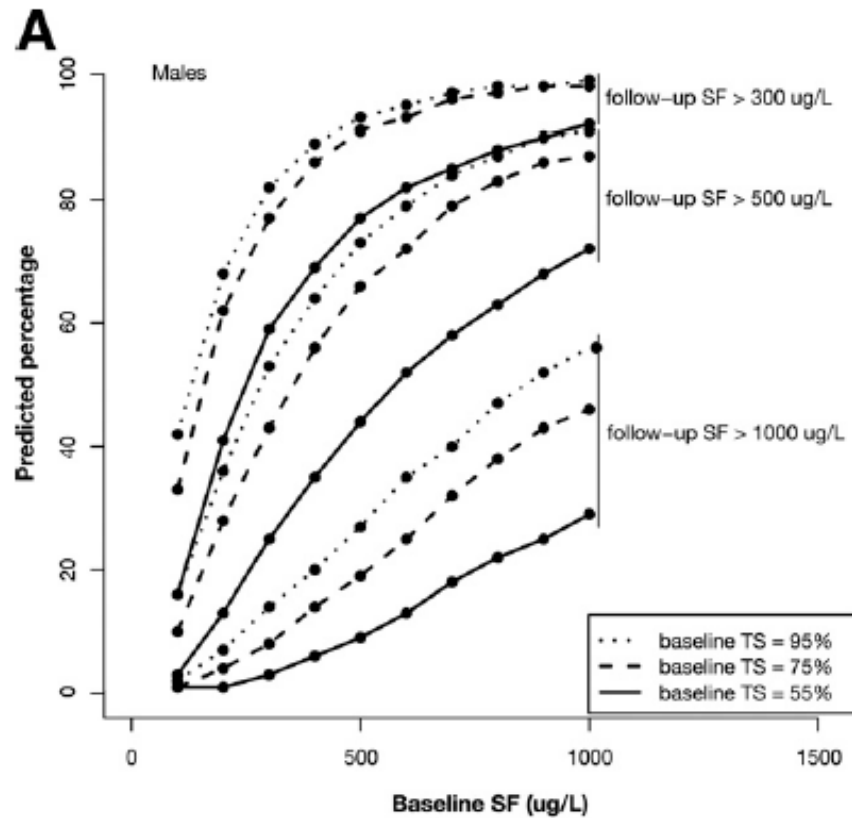 A
Males
100
80
60
40
20
0
Predicted percentage
follow-up SF > 300 ug/L
follow-up SF > 500 ug/L
follow-up SF > 1000 ug/L
baseline TS = 95%
baseline TS = 75%
baseline TS = 55%
0
500
1000
1500
Baseline SF (ug/L)